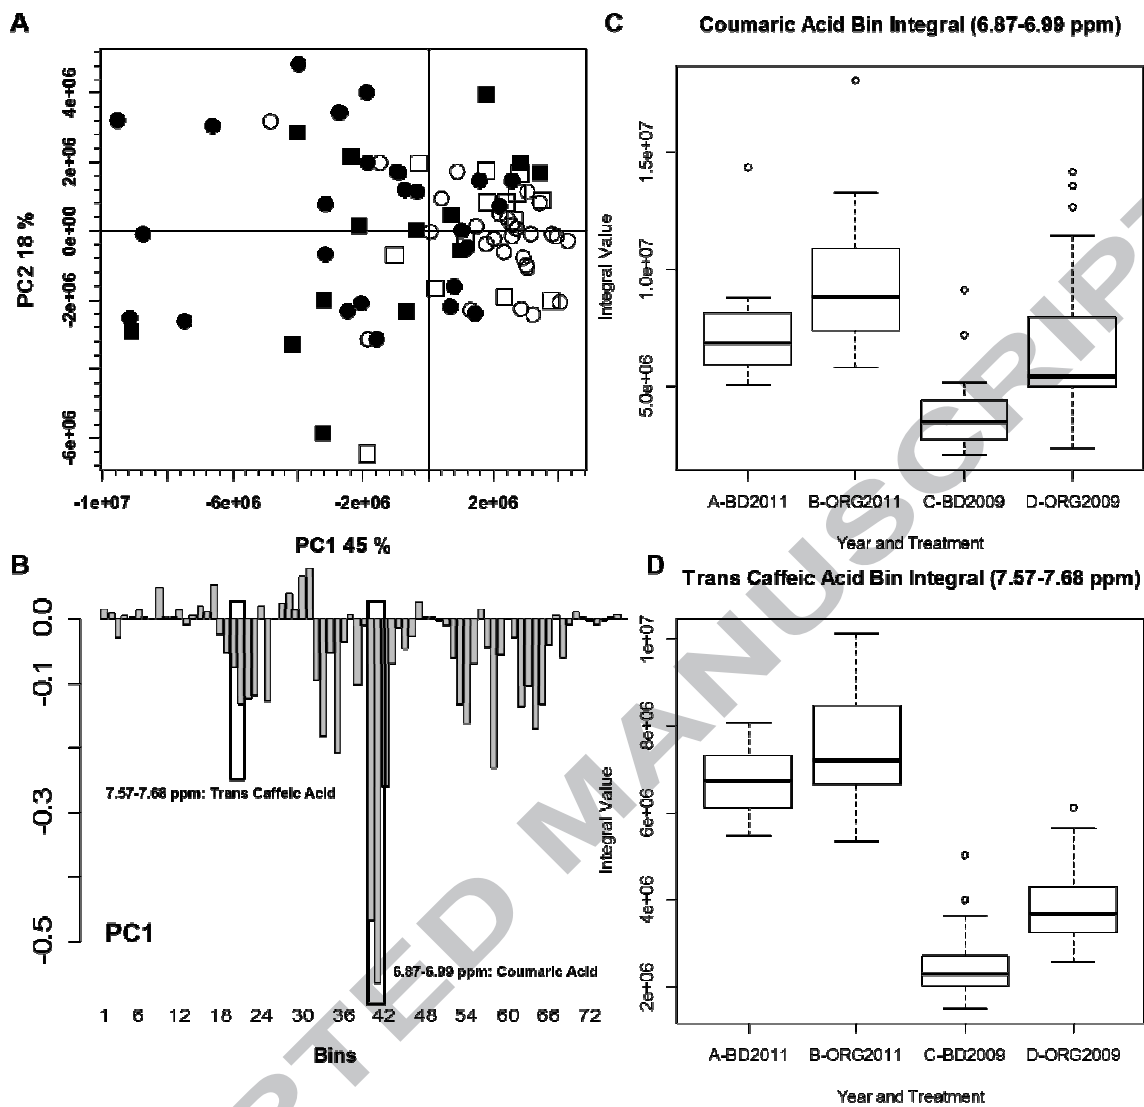 A
4e+06
2e+06
0e+00
-2e+06
-6e+06
PC2 18 %
-1e+07 -6e+06 -2e+06 2e+06
PC1 45 %
B
0.0
-0.1
-0.3
-0.5
7.57-7.68 ppm: Trans Caffeic Acid
PC1
6.87-6.99 ppm: Coumaric Acid
1 6 12 18 24 30 36 42 48 54 60 66 72
Bins
C
Coumaric Acid Bin Integral (6.87-6.99 ppm)
1.5e+07
1.0e+07
5.0e+06
Integral Value
A-BD2011 B-ORG2011 C-BD2009 D-ORG2009
Year and Treatment
D
Trans Caffeic Acid Bin Integral (7.57-7.68 ppm)
1e+07
8e+06
6e+06
4e+06
2e+06
Integral Value
A-BD2011 B-ORG2011 C-BD2009 D-ORG2009
Year and Treatment
PTED MANUSCRIPT